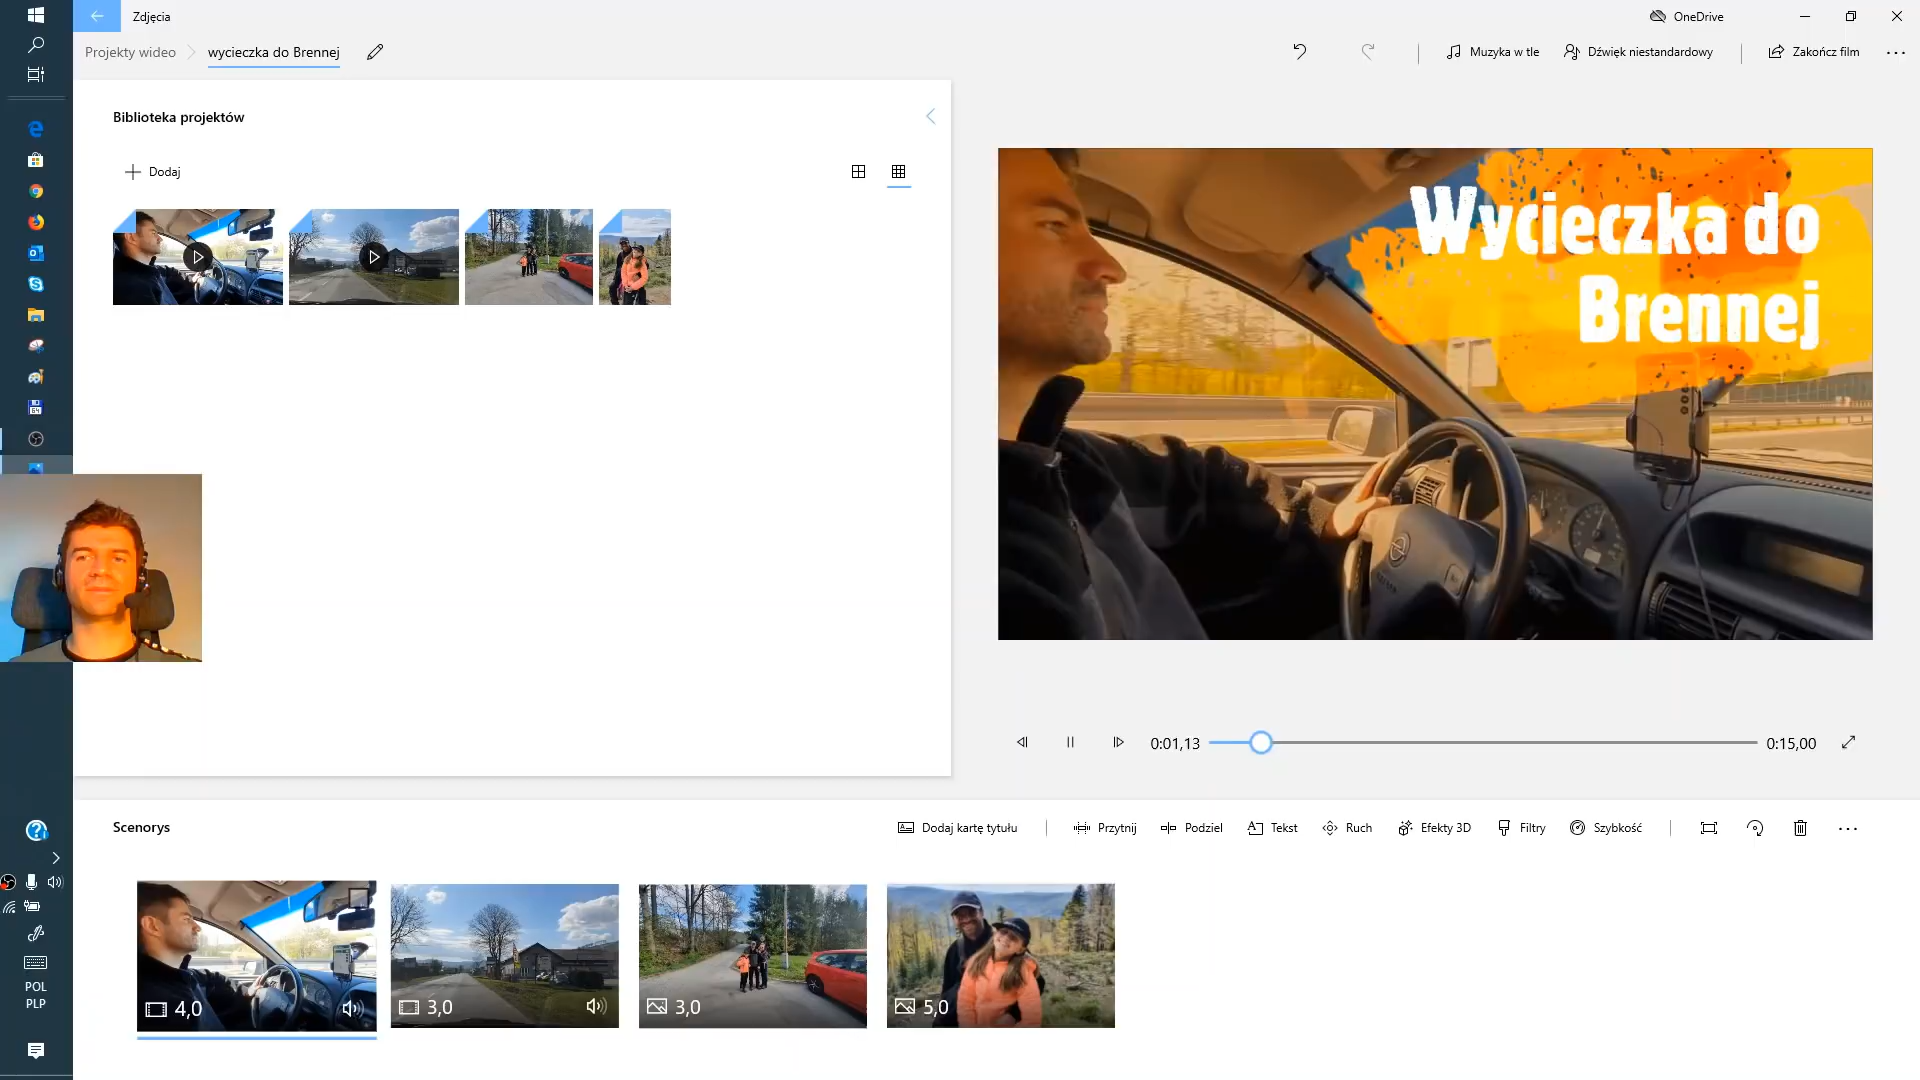 Zdjęcia
OneDrive
Projekty wideo
wycieczka do Brennej
Muzyka w tle
Dźwięk niestandardowy
Zakończ film
Biblioteka projektów
Dodaj
Wycieczka do
Brennej
0:01,13
0:15,00
Scenorys
Dodaj kartę tytułu
Przytnij
Podziel
Tekst
Ruch
Efekty 3D
Filtry
Szybkość
4,0
3,0
3,0
5,0
64
POL
PLP